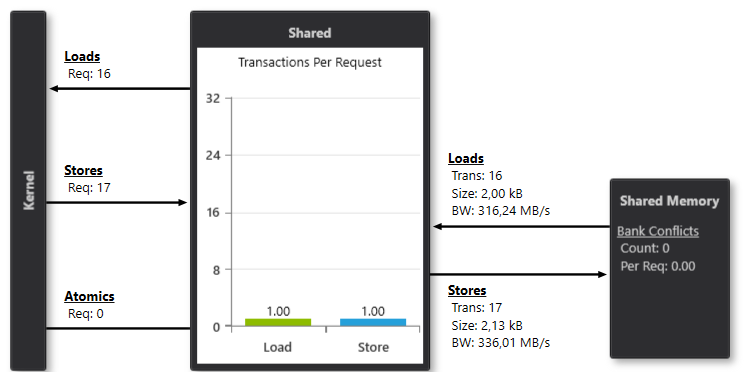 Kernel
Loads
Req: 16
Stores
Req: 17
Atomics
Req: 0
Shared
Transactions Per Request
32
24
16
8
0
1.00
1.00
Load
Store
Loads
Trans: 16
Size: 2,00 kB
BW: 316,24 MB/s
Stores
Trans: 17
Size: 2,13 kB
BW: 336,01 MB/s
Shared Memory
Bank Conflicts
Count: 0
Per Req: 0.00